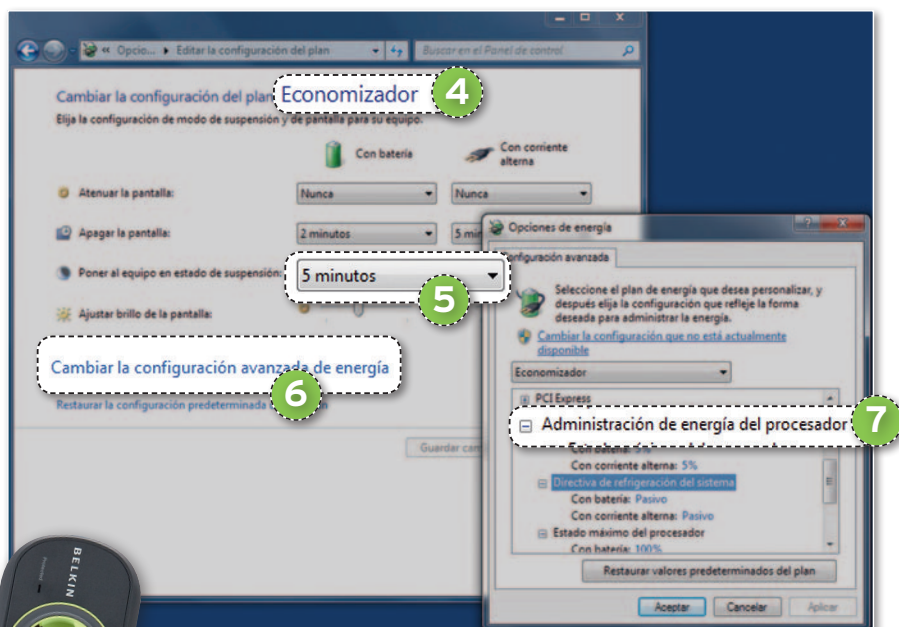 « Opcio... ▸ Editar la configuración del plan
Buscar en el Panel de control
Cambiar la configuración del plan Economizador
4
Elija la configuración de modo de suspensión y de pantalla para su equipo.
Con batería
Con corriente alterna
Atenuar la pantalla: Nunca Nunca
Apagar la pantalla: 2 minutos 5
Poner al equipo en estado de suspensión: 5 minutos
5
Ajustar brillo de la pantalla:
Cambiar la configuración avanzada de energía
6
Restaurar la configuración predeterminada
Guardar
Opciones de energía
Configuración avanzada
Seleccione el plan de energía que desea personalizar, y
después elija la configuración que refleje la forma
deseada para administrar la energía.
Cambiar la configuración que no está actualmente
disponible
Economizador
PCI Express
Administración de energía del procesador
7
Con batería: 5%
Con corriente alterna: 5%
Directiva de refrigeración del sistema
Con batería: Pasivo
Con corriente alterna: Pasivo
Estado máximo del procesador
Con batería: 100%
Restaurar valores predeterminados del plan
Aceptar Cancelar Aplicar
BELKIN